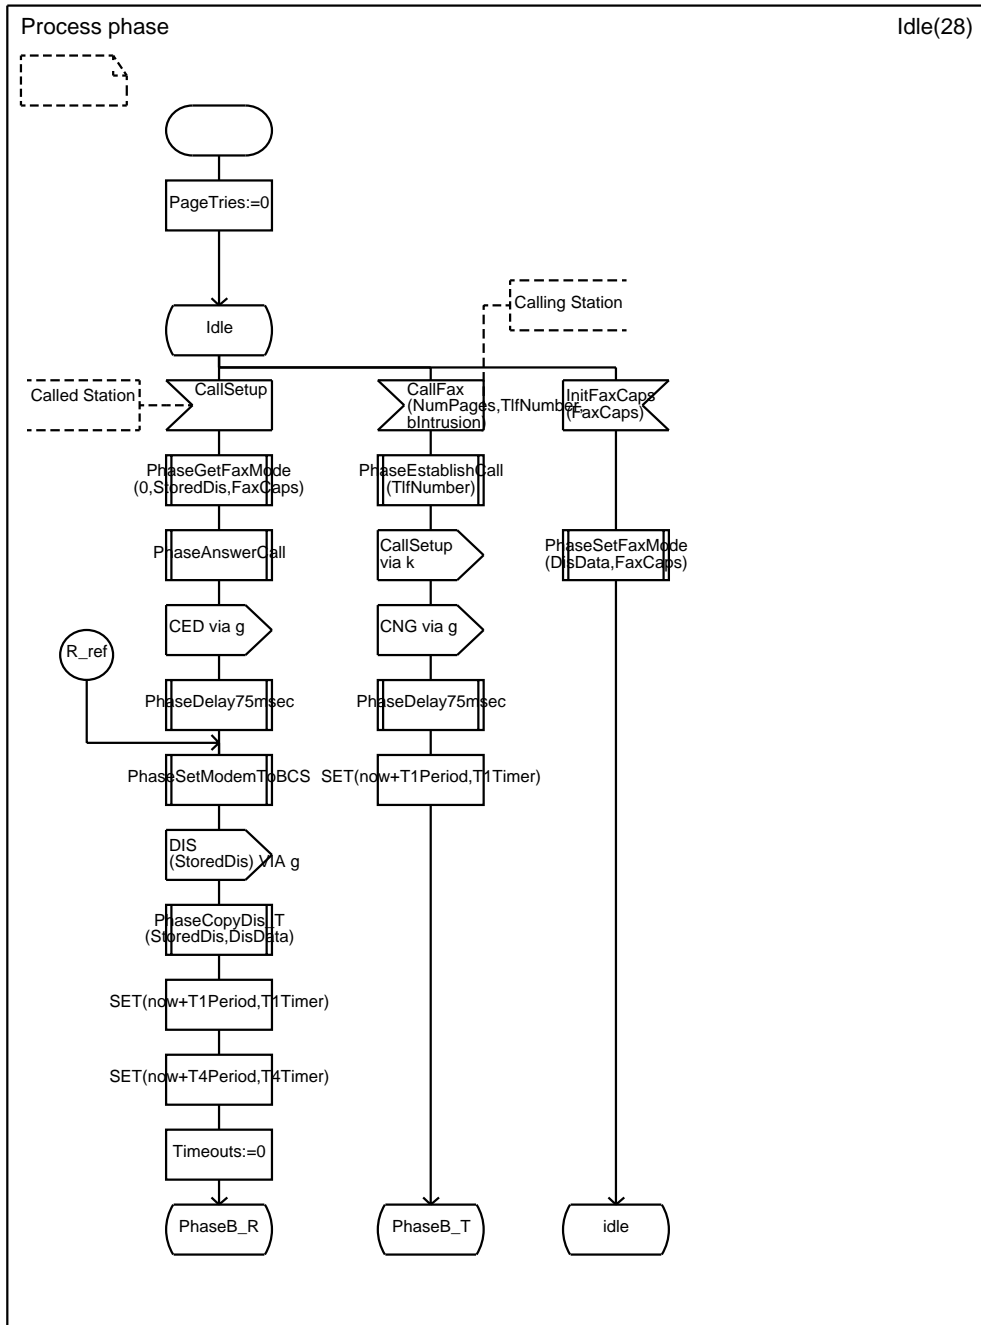 Process phase
Idle(28)
PageTries:=0
Calling Station
Idle
Called Station
CallSetup
CallFax
(NumPages,TlfNumber,
bIntrusion)
InitFaxCaps
(FaxCaps)
PhaseGetFaxMode
(0,StoredDis,FaxCaps)
PhaseEstablishCall
(TlfNumber)
PhaseAnswerCall
CallSetup
via k
PhaseSetFaxMode
(DisData,FaxCaps)
CED via g
CNG via g
R_ref
PhaseDelay75msec
PhaseDelay75msec
PhaseSetModemToBCS
SET(now+T1Period,T1Timer)
DIS
(StoredDis) VIA g
PhaseCopyDis_T
(StoredDis,DisData)
SET(now+T1Period,T1Timer)
SET(now+T4Period,T4Timer)
Timeouts:=0
PhaseB_R
PhaseB_T
idle